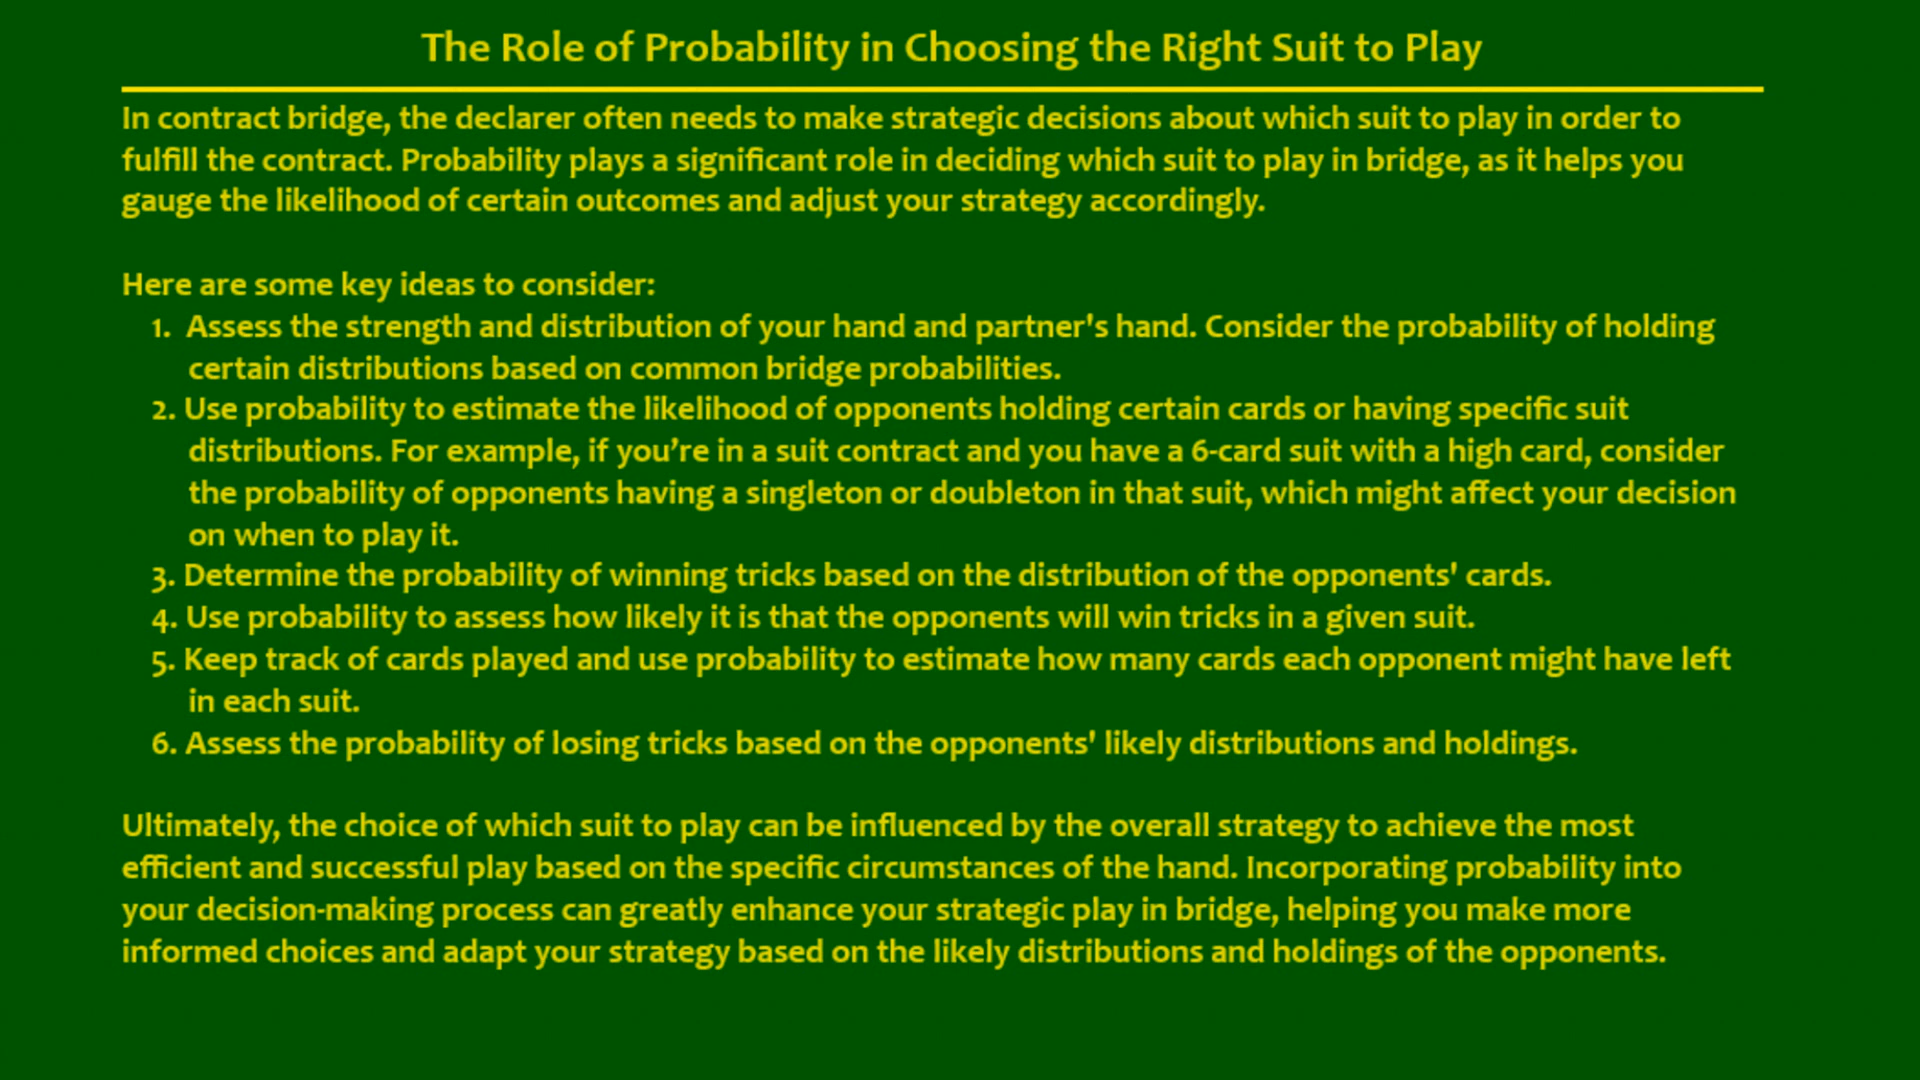 The Role of Probability in Choosing the Right Suit to Play
In contract bridge, the declarer often needs to make strategic decisions about which suit to play in order to
fulfill the contract. Probability plays a significant role in deciding which suit to play in bridge, as it helps you
gauge the likelihood of certain outcomes and adjust your strategy accordingly.
Here are some key ideas to consider:
1. Assess the strength and distribution of your hand and partner's hand. Consider the probability of holding
certain distributions based on common bridge probabilities.
2. Use probability to estimate the likelihood of opponents holding certain cards or having specific suit
distributions. For example, if you’re in a suit contract and you have a 6-card suit with a high card, consider
the probability of opponents having a singleton or doubleton in that suit, which might affect your decision
on when to play it.
3. Determine the probability of winning tricks based on the distribution of the opponents' cards.
4. Use probability to assess how likely it is that the opponents will win tricks in a given suit.
5. Keep track of cards played and use probability to estimate how many cards each opponent might have left
in each suit.
6. Assess the probability of losing tricks based on the opponents' likely distributions and holdings.
Ultimately, the choice of which suit to play can be influenced by the overall strategy to achieve the most
efficient and successful play based on the specific circumstances of the hand. Incorporating probability into
your decision-making process can greatly enhance your strategic play in bridge, helping you make more
informed choices and adapt your strategy based on the likely distributions and holdings of the opponents.